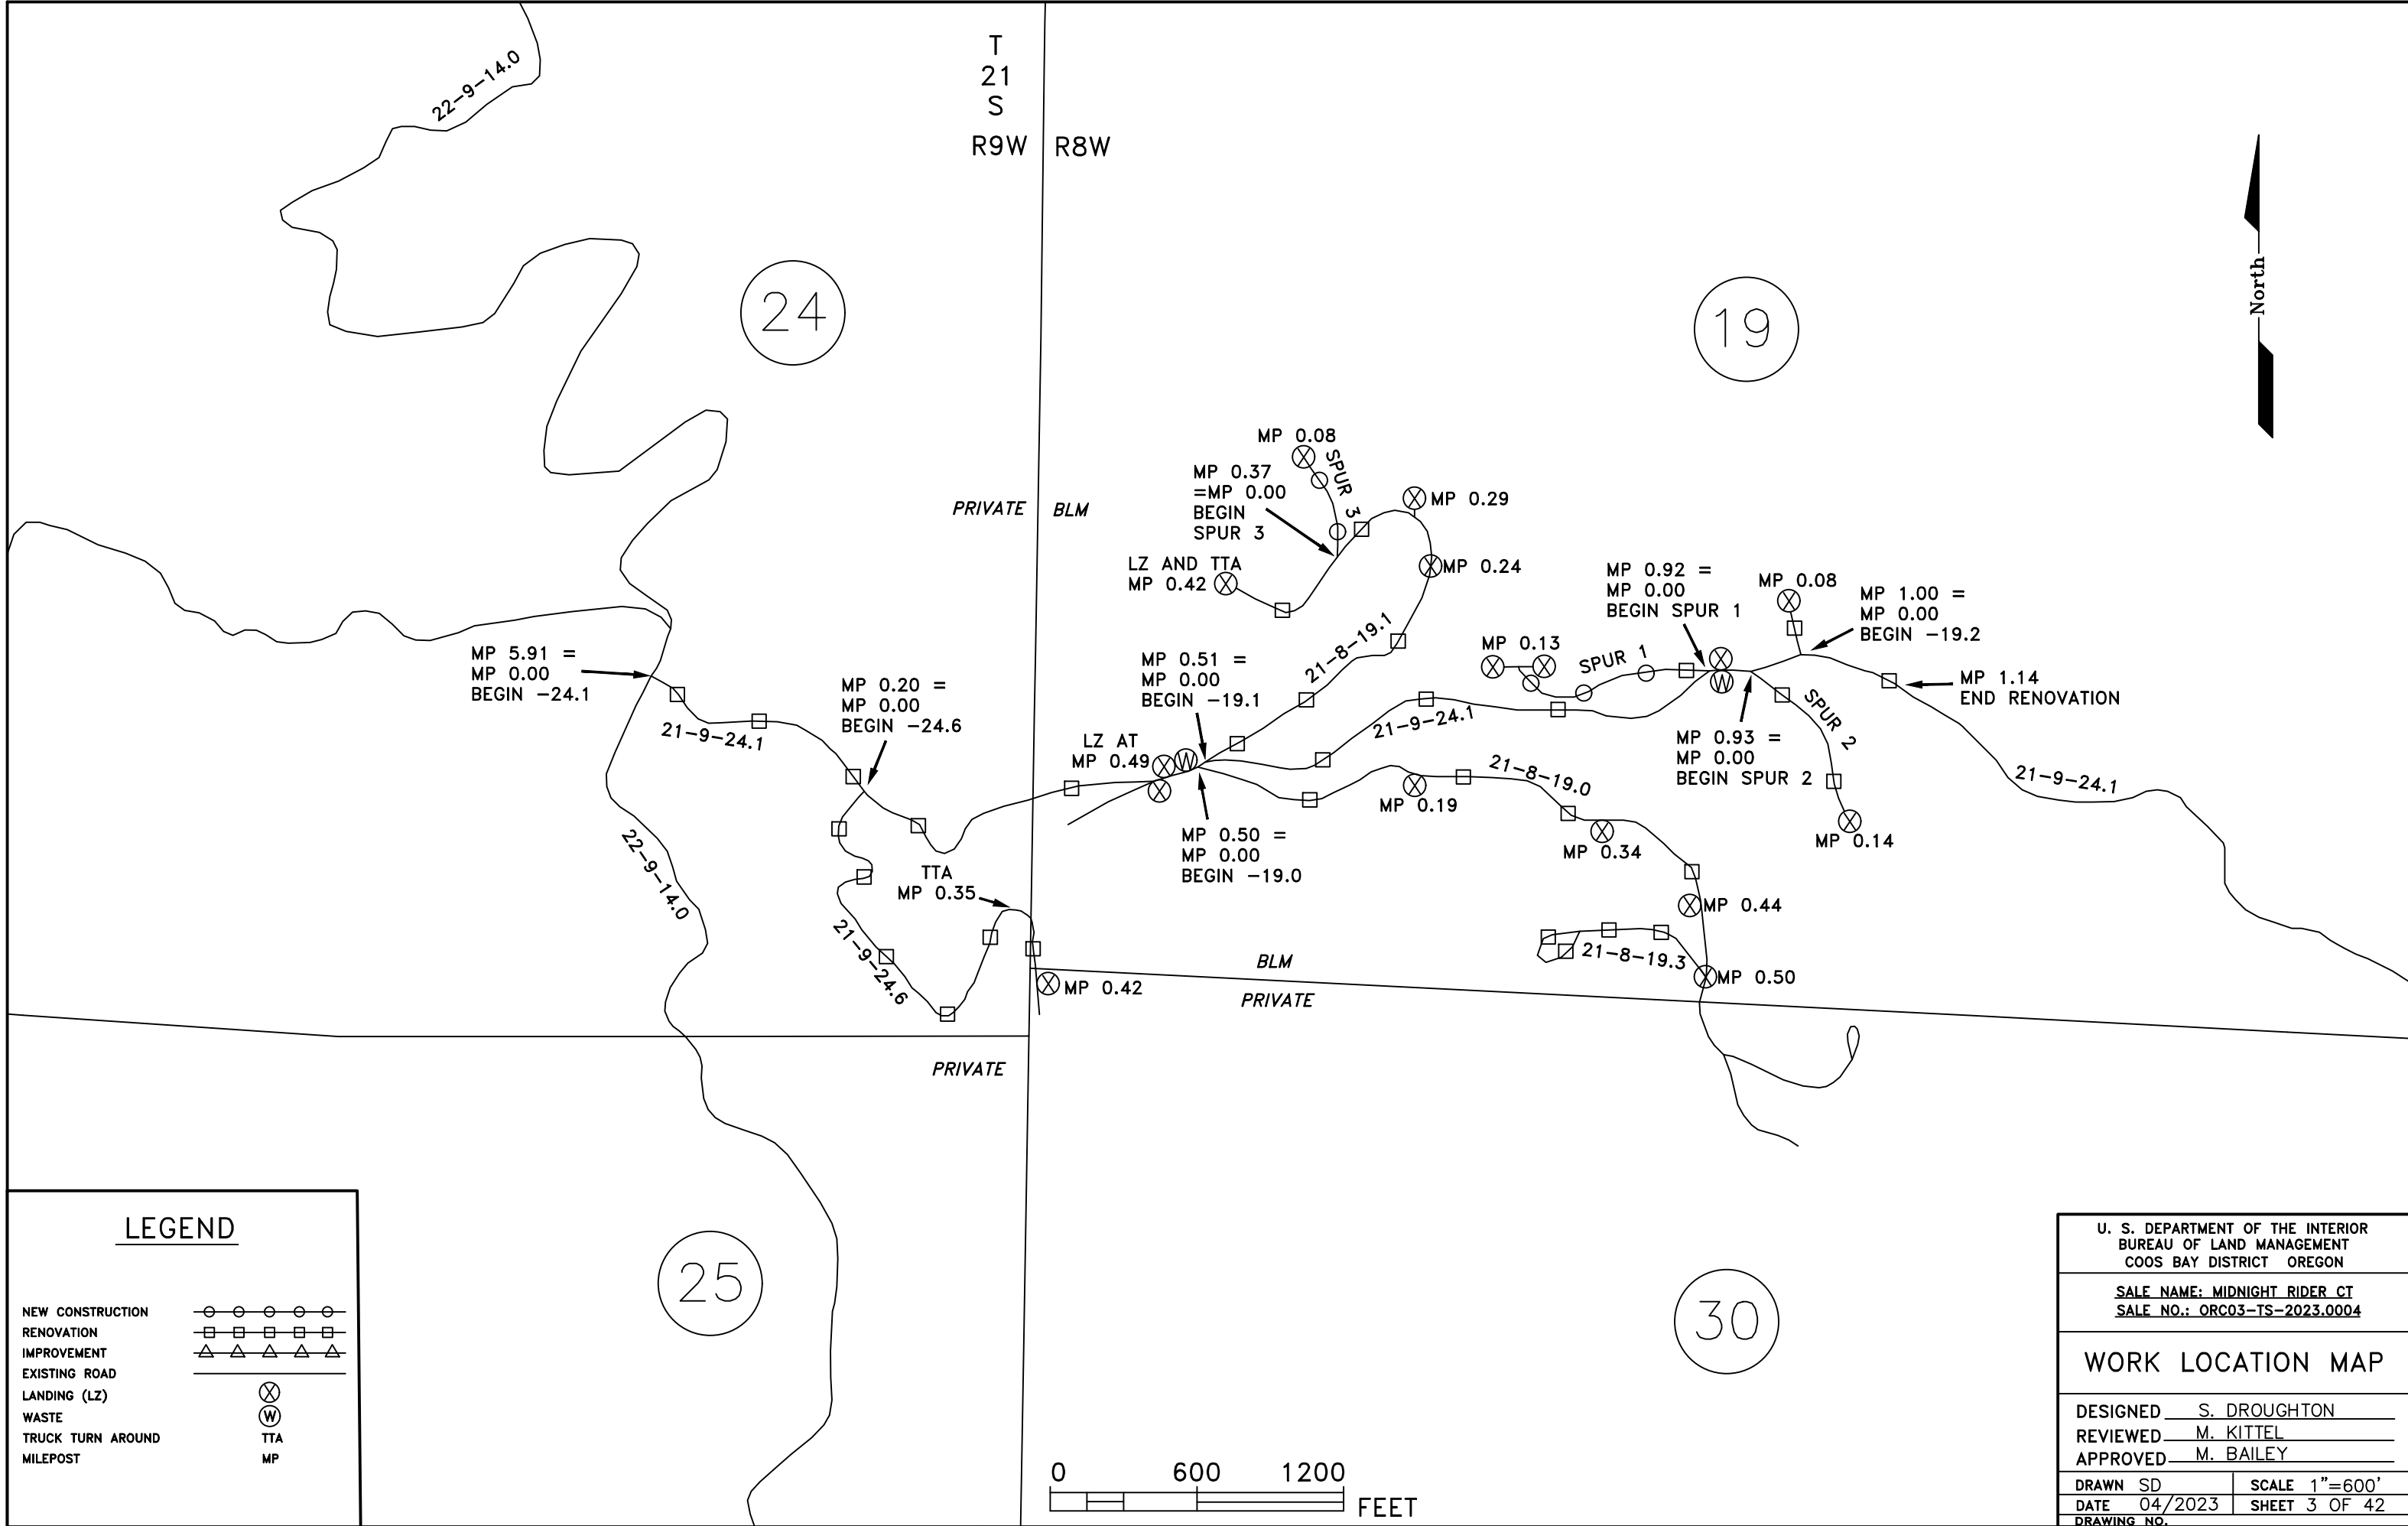 22-9-14.0
T
21
S
R9W
R8W
24
19
North
PRIVATE
BLM
MP 0.08
SPUR 3
MP 0.37
=MP 0.00
BEGIN
SPUR 3
MP 0.29
LZ AND TTA
MP 0.42
MP 0.24
MP 0.92 =
MP 0.00
BEGIN SPUR 1
MP 0.08
MP 1.00 =
MP 0.00
BEGIN -19.2
MP 5.91 =
MP 0.00
BEGIN -24.1
21-8-19.1
MP 0.51 =
MP 0.00
BEGIN -19.1
MP 0.13
SPUR 1
W
MP 1.14
END RENOVATION
MP 0.20 =
MP 0.00
BEGIN -24.6
21-9-24.1
LZ AT
MP 0.49
W
21-9-24.1
MP 0.93 =
MP 0.00
BEGIN SPUR 2
SPUR 2
21-9-24.1
21-8-19.0
MP 0.19
MP 0.50 =
MP 0.00
BEGIN -19.0
MP 0.34
MP 0.14
22-9-14.0
TTA
MP 0.35
MP 0.44
21-9-24.6
21-8-19.3
BLM
MP 0.50
MP 0.42
PRIVATE
PRIVATE
25
30
LEGEND
NEW CONSTRUCTION
RENOVATION
IMPROVEMENT
EXISTING ROAD
LANDING (LZ)
WASTE W
TRUCK TURN AROUND TTA
MILEPOST MP
0 600 1200
FEET
U. S. DEPARTMENT OF THE INTERIOR
BUREAU OF LAND MANAGEMENT
COOS BAY DISTRICT OREGON
SALE NAME: MIDNIGHT RIDER CT
SALE NO.: ORC03-TS-2023.0004
WORK LOCATION MAP
DESIGNED S. DROUGHTON
REVIEWED M. KITTEL
APPROVED M. BAILEY
DRAWN SD SCALE 1"=600'
DATE 04/2023 SHEET 3 OF 42
DRAWING NO.